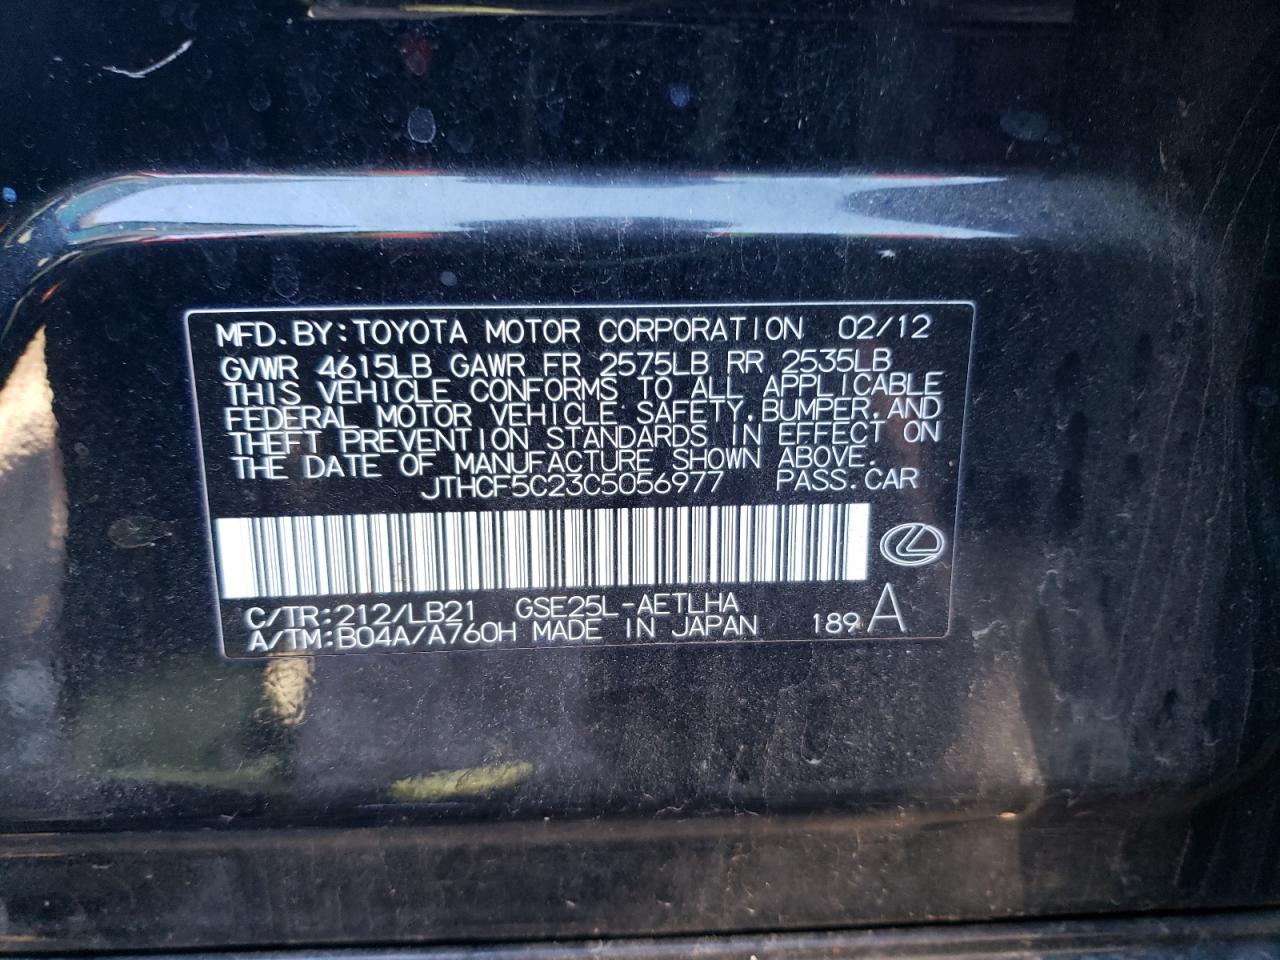 MFD.BY:TOYOTA MOTOR CORPORATION 02/12
GVWR 4615LB GAWR FR 2575LB RR 2535LB
THIS VEHICLE CONFORMS TO ALL APPLICABLE
FEDERAL MOTOR VEHICLE SAFETY,BUMPER,AND
THEFT PREVENTION STANDARDS IN EFFECT ON
THE DATE OF MANUFACTURE SHOWN ABOVE.
JTHCF5C23C5056977 PASS.CAR
C/TR:212/LB21 GSE25L-AETLHA
A/TM:B04A/A760H MADE IN JAPAN 189 A